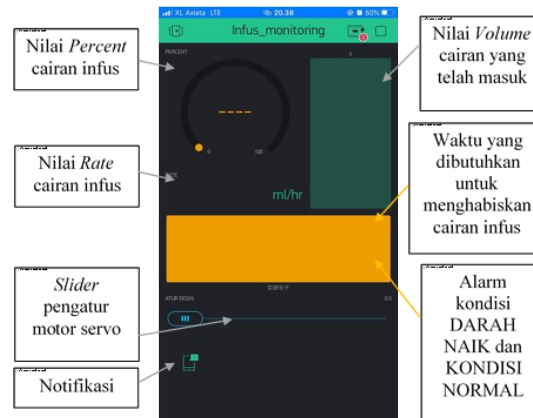 XL Axiata LTE
20.38
50%
Infus_monitoring
PERCENT
----
0
100
RATE
ml/hr
ATUR DOSIS
0.0
Nilai Percent
cairan infus
Nilai Rate
cairan infus
Slider
pengatur
motor servo
Notifikasi
Nilai Volume
cairan yang
telah masuk
Waktu yang
dibutuhkan
untuk
menghabiskan
cairan infus
Alarm
kondisi
DARAH
NAIK dan
KONDISI
NORMAL